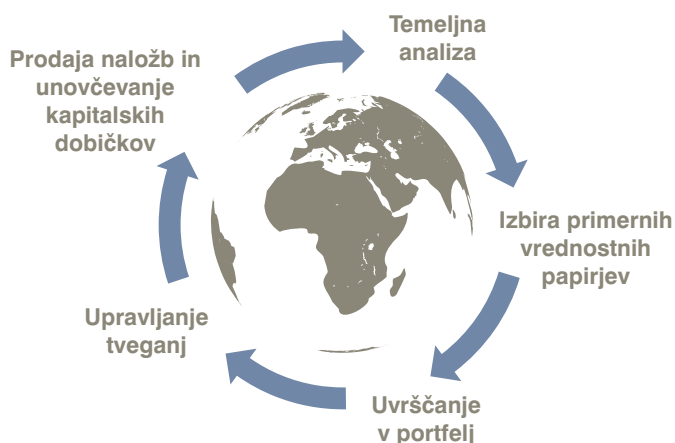 Temeljna
analiza
Izbira primernih
vrednostnih
papirjev
Uvrščanje
v portfelj
Upravljanje
tveganj
Prodaja naložb in
unovčevanje
kapitalskih
dobičkov